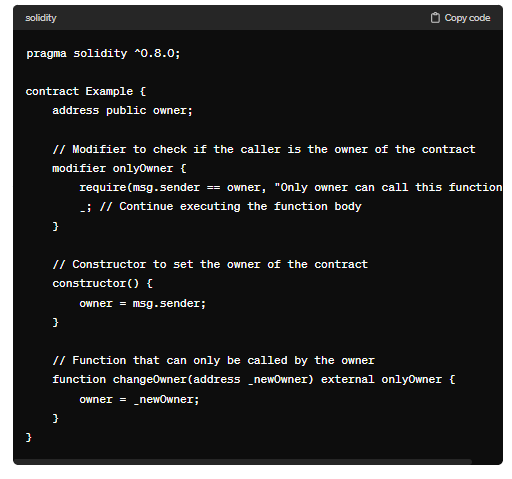 solidity
Copy code
pragma solidity ^0.8.0;
contract Example {
address public owner;
// Modifier to check if the caller is the owner of the contract
modifier onlyOwner {
require(msg.sender == owner, "Only owner can call this function
_; // Continue executing the function body
}
// Constructor to set the owner of the contract
constructor() {
owner = msg.sender;
}
// Function that can only be called by the owner
function changeOwner(address _newOwner) external onlyOwner {
owner = _newOwner;
}
}